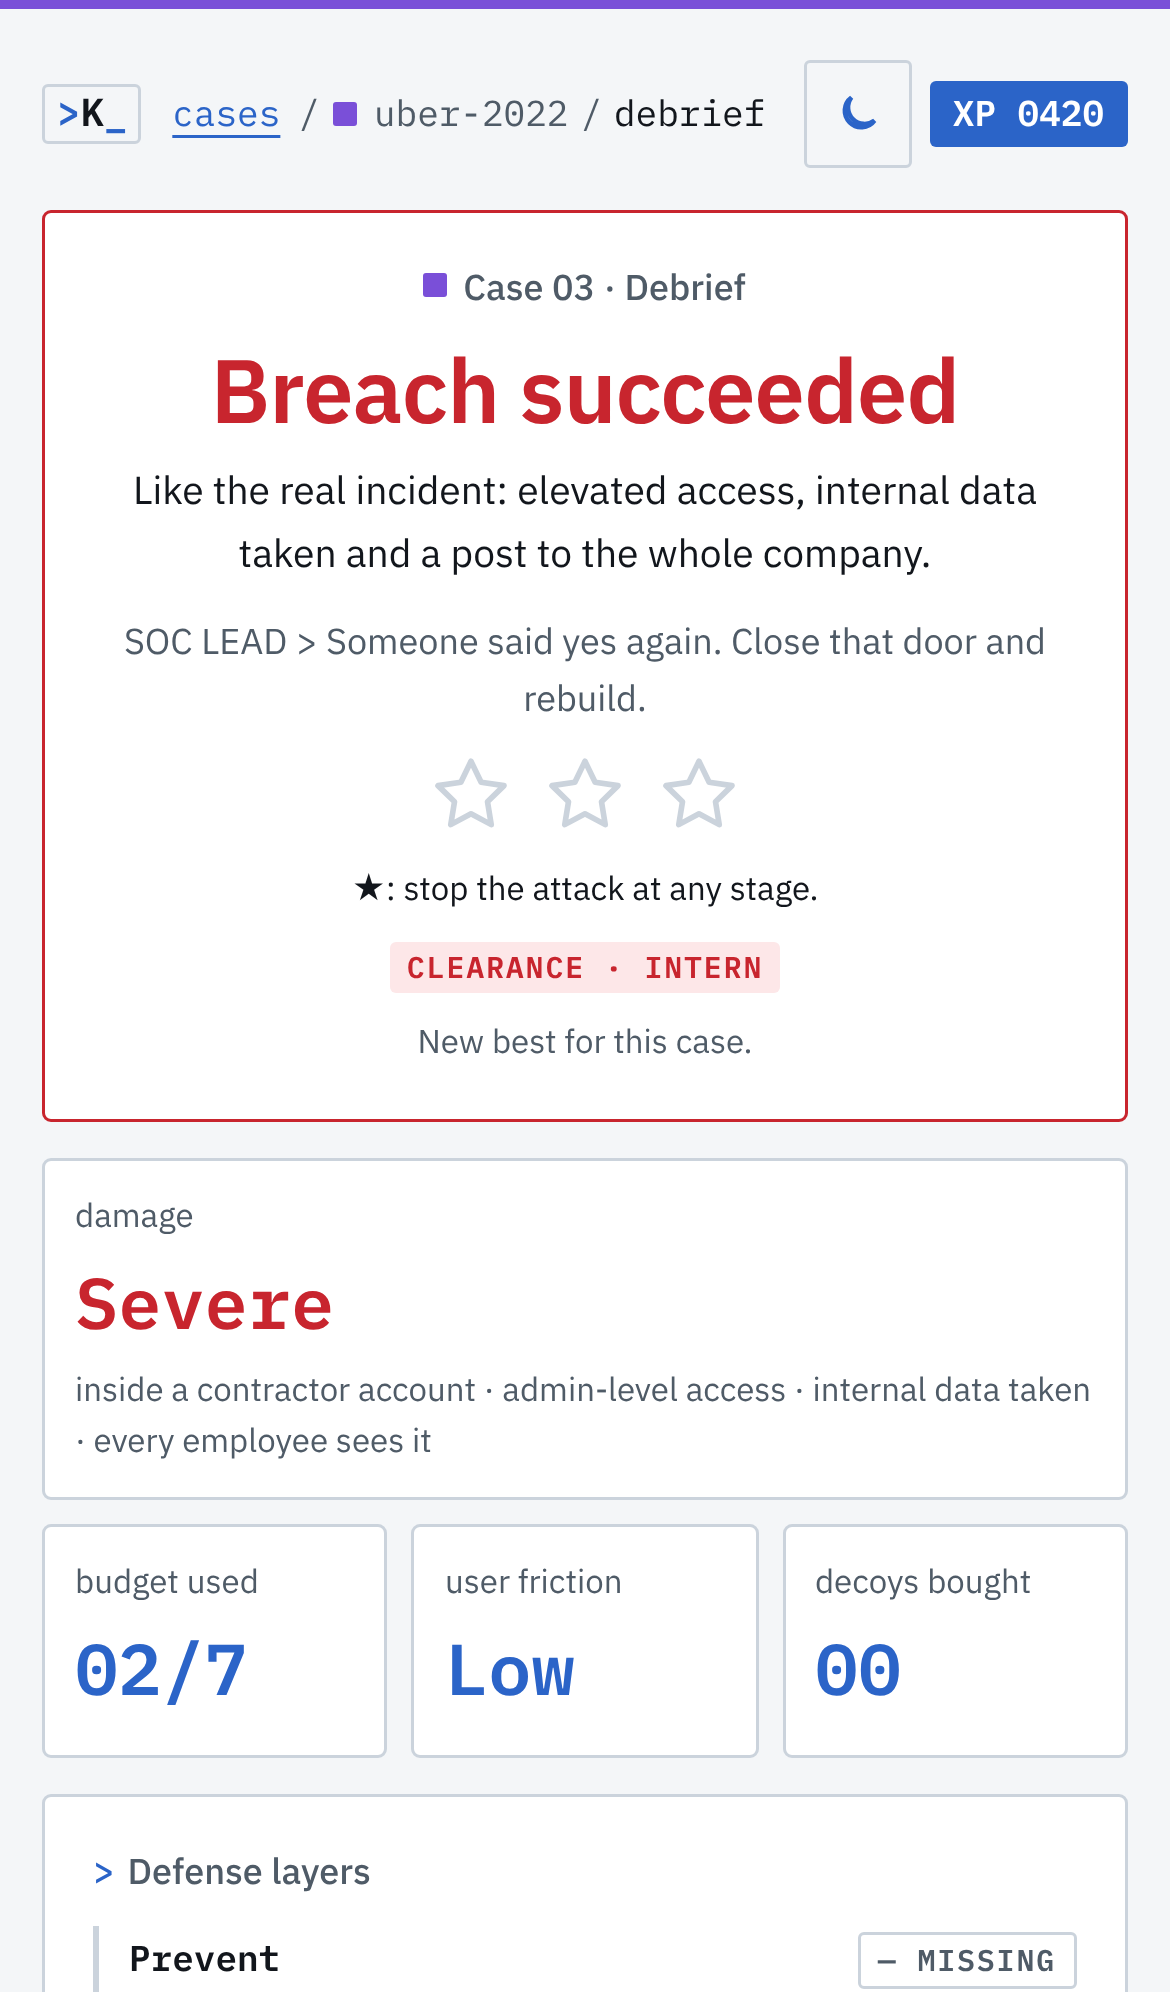 >K_ cases / uber-2022 / debrief XP 0420
Case 03 · Debrief
Breach succeeded
Like the real incident: elevated access, internal data
taken and a post to the whole company.
SOC LEAD > Someone said yes again. Close that door and
rebuild.
★: stop the attack at any stage.
CLEARANCE · INTERN
New best for this case.
damage
Severe
inside a contractor account · admin-level access · internal data taken
· every employee sees it
budget used
02/7
user friction
Low
decoys bought
00
> Defense layers
Prevent
— MISSING